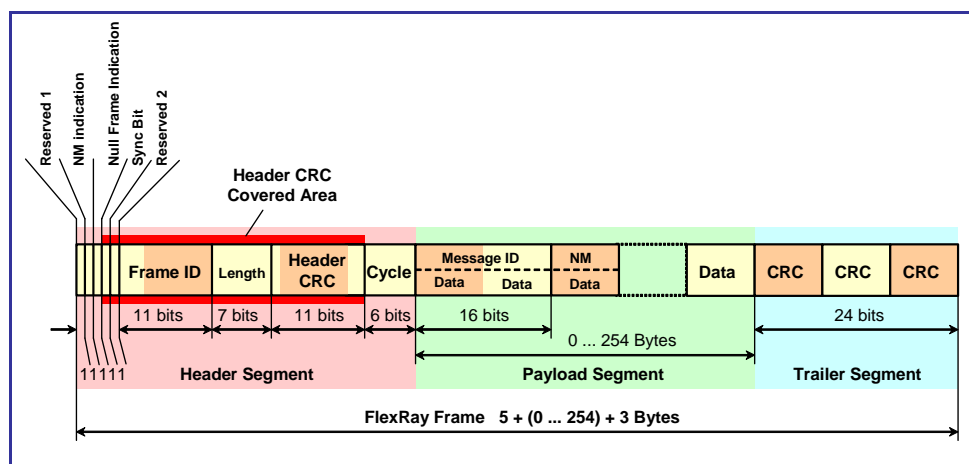 Reserved 1
NM indication
Null Frame Indication
Sync Bit
Reserved 2
Header CRC
Covered Area
Frame ID
Length
Header
CRC
Cycle
Message ID
Data
Data
NM
Data
Data
CRC
CRC
CRC
11 bits
7 bits
11 bits
6 bits
16 bits
24 bits
0 ... 254 Bytes
11111
Header Segment
Payload Segment
Trailer Segment
FlexRay Frame 5 + (0 ... 254) + 3 Bytes